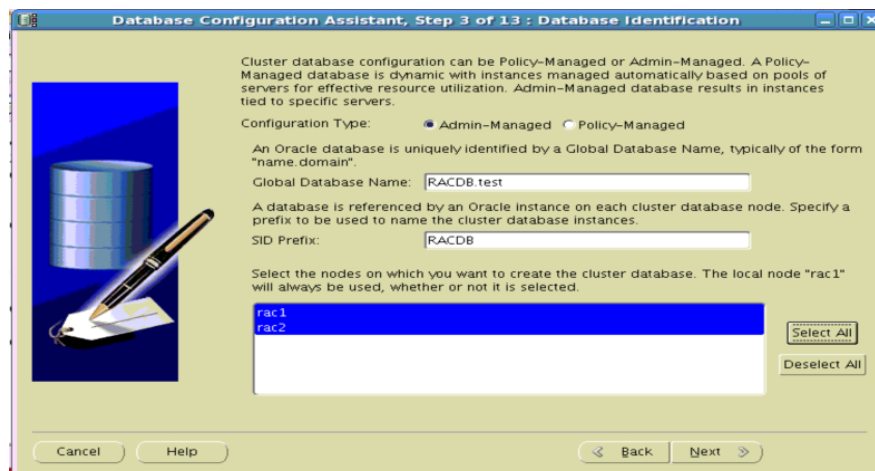 Database Configuration Assistant, Step 3 of 13 : Database Identification
Cluster database configuration can be Policy-Managed or Admin-Managed. A Policy-
Managed database is dynamic with instances managed automatically based on pools of
servers for effective resource utilization. Admin-Managed database results in instances
tied to specific servers.
Configuration Type: Admin-Managed Policy-Managed
An Oracle database is uniquely identified by a Global Database Name, typically of the form
"name.domain".
Global Database Name: RACDB.test
A database is referenced by an Oracle instance on each cluster database node. Specify a
prefix to be used to name the cluster database instances.
SID Prefix: RACDB
Select the nodes on which you want to create the cluster database. The local node "rac1"
will always be used, whether or not it is selected.
rac1
rac2
Select All
Deselect All
Cancel Help Back Next